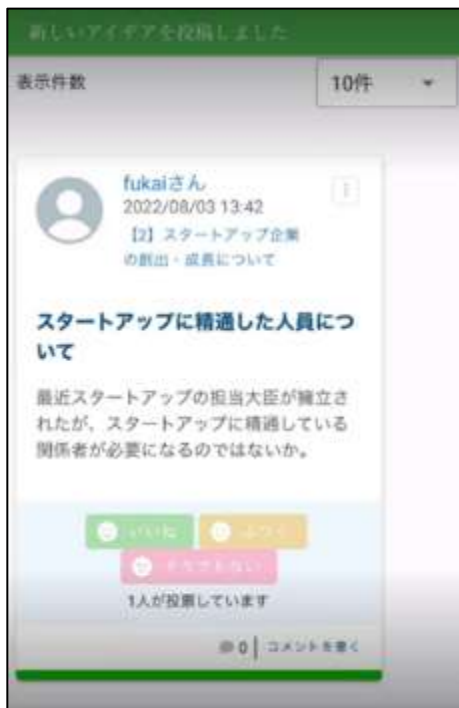 新しいアイデアを投稿しました
表示件数
10件
fukaiさん
2022/08/03 13:42
【2】スタートアップ企業
の創出・成長について
スタートアップに精通した人員につ
いて
最近スタートアップの担当大臣が擁立さ
れたが、スタートアップに精通している
関係者が必要になるのではないか。
いいね
ふつう
そうでもない
1人が投票しています
0
コメントを書く